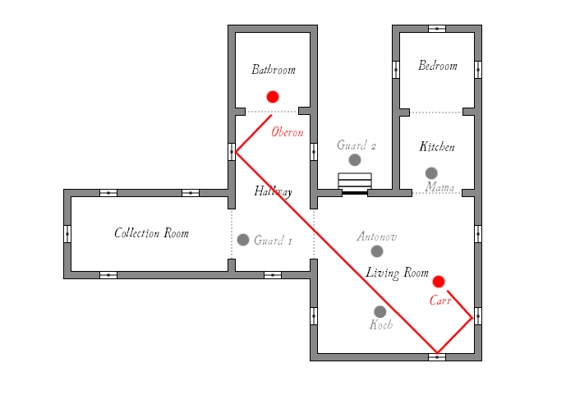 Bathroom
Bedroom
Oberon
Guard 2
Kitchen
Mama
Hallway
Collection Room
Guard 1
Antonov
Living Room
Carr
Koch